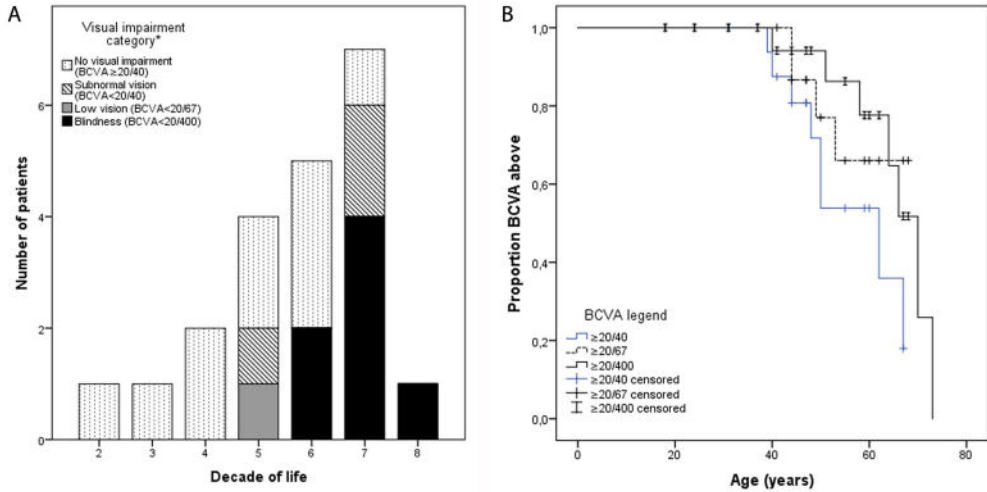 A
Visual impairment
category*
No visual impairment
(BCVA≥20/40)
Subnormal vision
(BCVA<20/40)
Low vision (BCVA<20/67)
Blindness (BCVA<20/400)
Number of patients
6
4
2
0
2 3 4 5 6 7 8
Decade of life
B
Proportion BCVA above
1,0
0,8
0,6
0,4
0,2
0,0
BCVA legend
≥20/40
≥20/67
≥20/400
≥20/40 censored
≥20/67 censored
≥20/400 censored
0 20 40 60 80
Age (years)